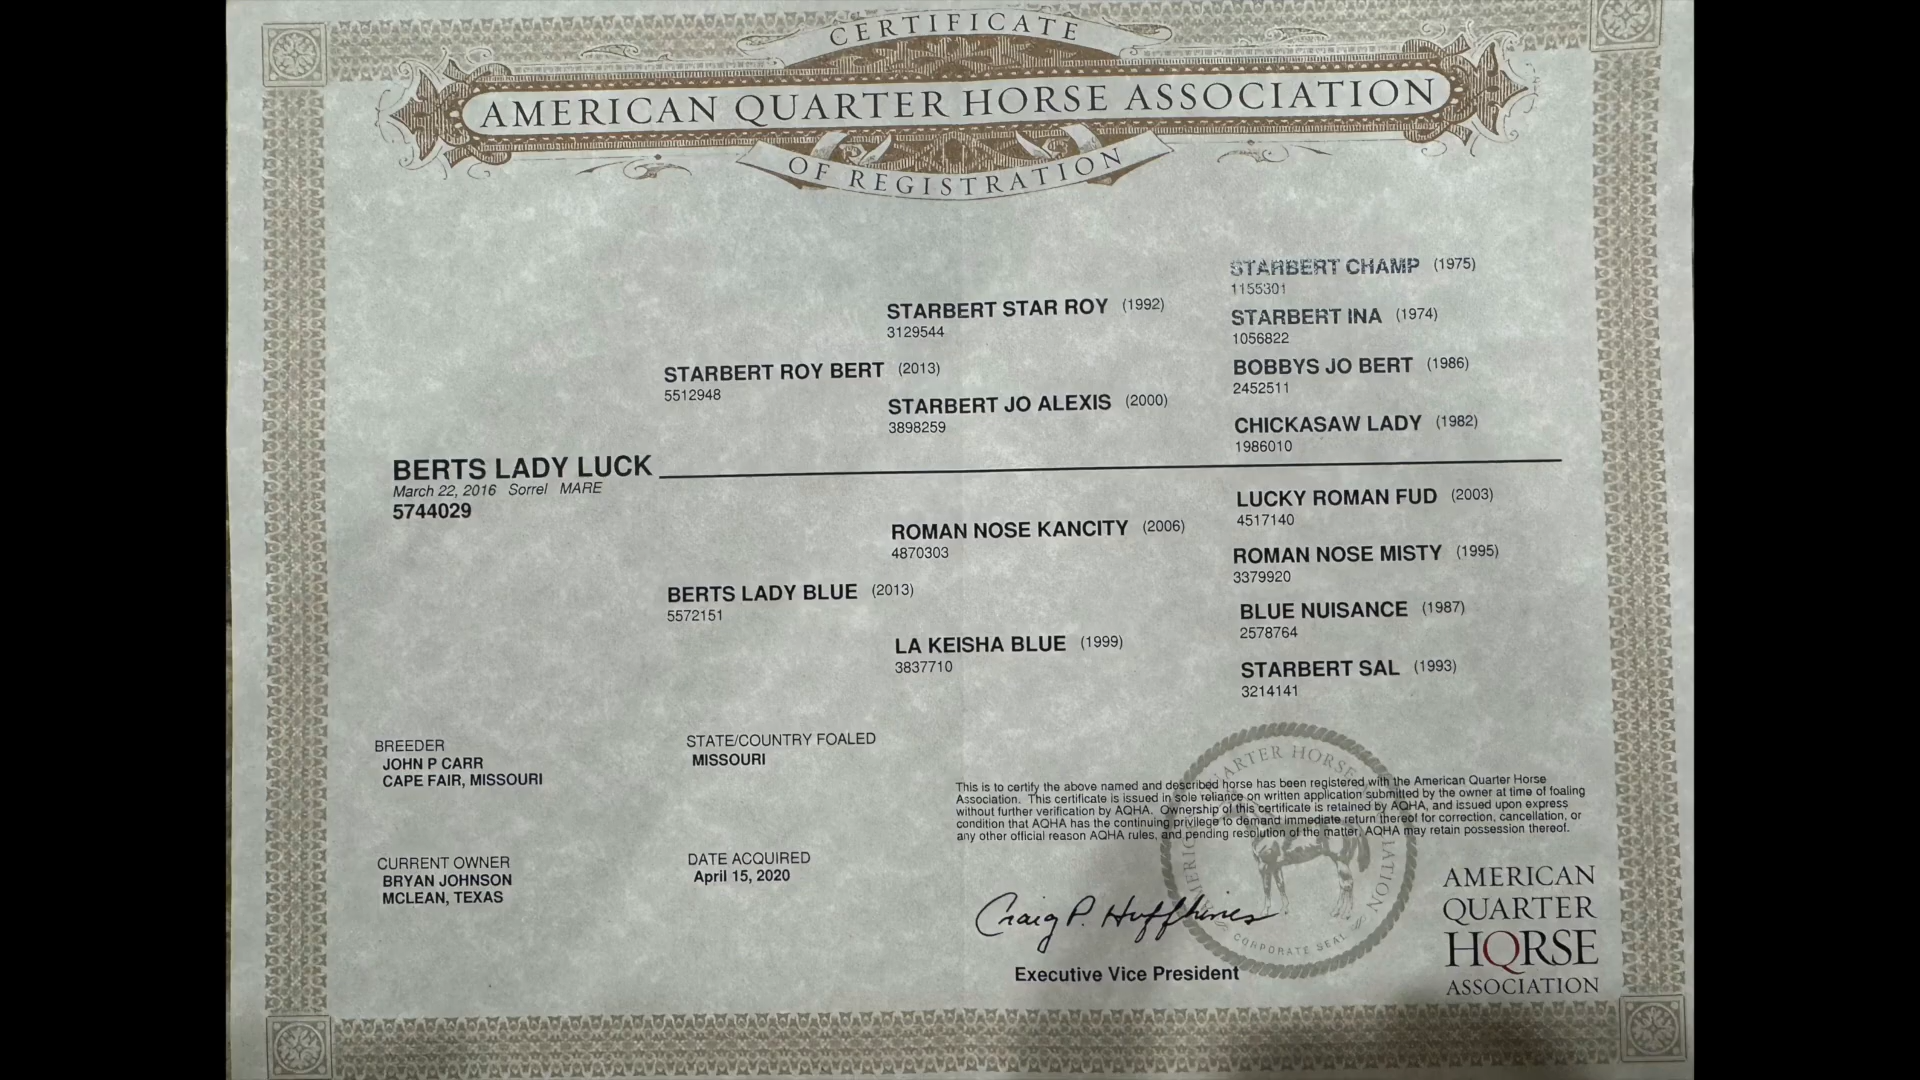 CERTIFICATE
AMERICAN QUARTER HORSE ASSOCIATION
OF REGISTRATION
STARBERT CHAMP (1975)
1155301
STARBERT STAR ROY (1992)
3129544
STARBERT INA (1974)
1056822
STARBERT ROY BERT (2013)
5512948
BOBBYS JO BERT (1986)
2452511
STARBERT JO ALEXIS (2000)
3898259
CHICKASAW LADY (1982)
1986010
BERTS LADY LUCK
March 22, 2016 Sorrel MARE
5744029
LUCKY ROMAN FUD (2003)
4517140
ROMAN NOSE KANCITY (2006)
4870303
ROMAN NOSE MISTY (1995)
3379920
BERTS LADY BLUE (2013)
5572151
BLUE NUISANCE (1987)
2578764
LA KEISHA BLUE (1999)
3837710
STARBERT SAL (1993)
3214141
BREEDER
JOHN P CARR
CAPE FAIR, MISSOURI
STATE/COUNTRY FOALED
MISSOURI
This is to certify the above named and described horse has been registered with the American Quarter Horse
Association. This certificate is issued in sole reliance on written application submitted by the owner at time of foaling
without further verification by AQHA. Ownership of this certificate is retained by AQHA, and issued upon express
condition that AQHA has the continuing privilege to demand immediate return thereof for correction, cancellation, or
any other official reason AQHA rules, and pending resolution of the matter, AQHA may retain possession thereof.
CURRENT OWNER
BRYAN JOHNSON
MCLEAN, TEXAS
DATE ACQUIRED
April 15, 2020
Craig P. Huffhines
Executive Vice President
CORPORATE SEAL
AMERICAN
QUARTER
HORSE
ASSOCIATION